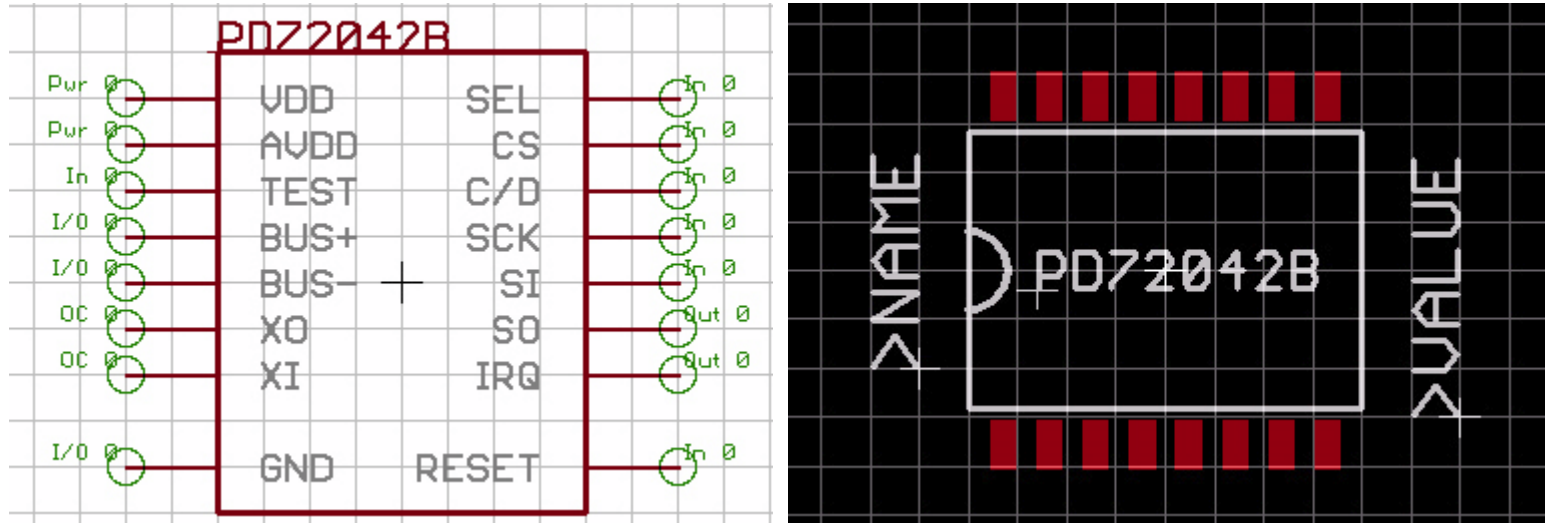 PD72042B
Pwr 0 VDD SEL In 0
Pwr 0 AVDD CS In 0
In 0 TEST C/D In 0
I/O 0 BUS+ SCK In 0
I/O 0 BUS- SI In 0
OC 0 XO SO Out 0
OC 0 XI IRQ Out 0
I/O 0 GND RESET In 0
>NAME
PD72042B
>VALUE